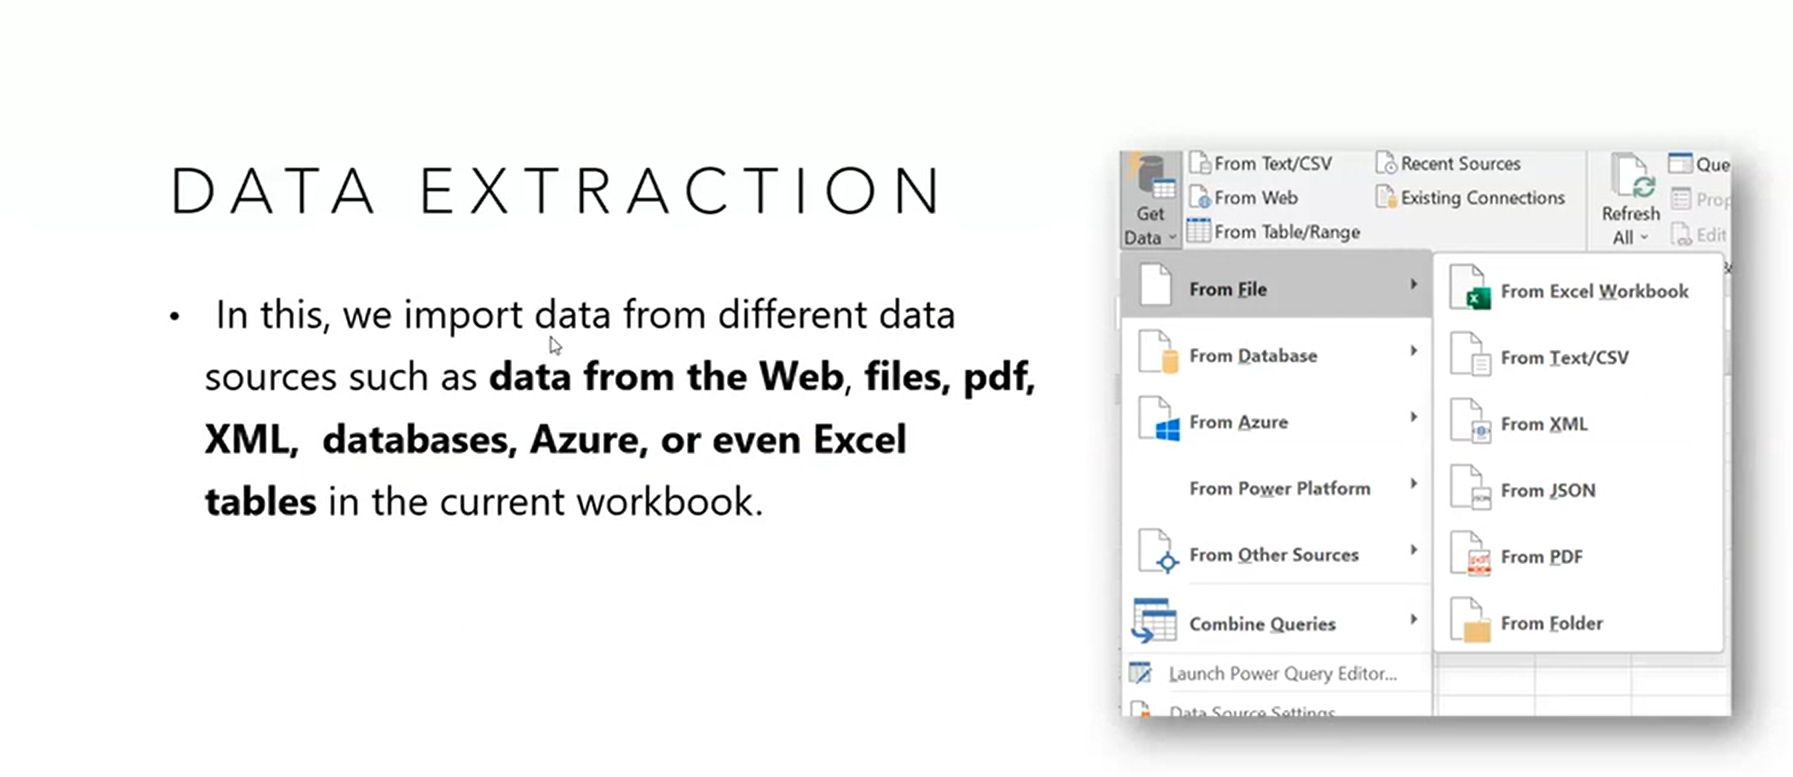 DATA EXTRACTION
• In this, we import data from different data
sources such as data from the Web, files, pdf,
XML, databases, Azure, or even Excel
tables in the current workbook.
Get
Data
From Text/CSV
From Web
From Table/Range
Recent Sources
Existing Connections
Refresh
All
Que
Prop
Edit
From File
From Database
From Azure
From Power Platform
From Other Sources
Combine Queries
Launch Power Query Editor...
Data Source Settings
From Excel Workbook
From Text/CSV
From XML
From JSON
From PDF
From Folder